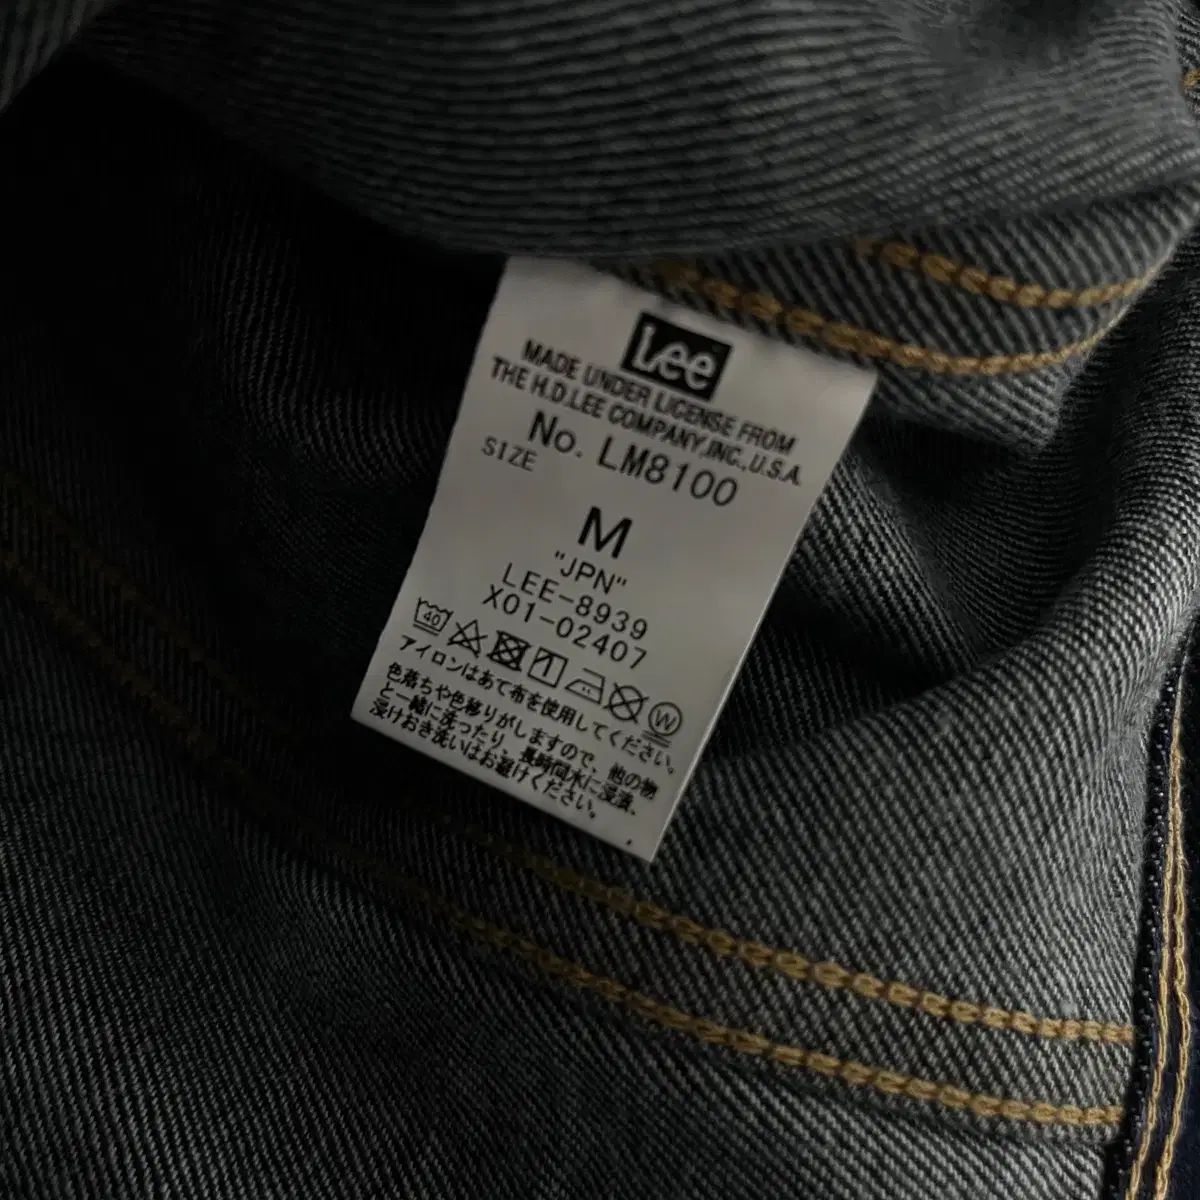 Lee
MADE UNDER LICENSE FROM
THE H.D.LEE COMPANY,INC.,U.S.A.
No. LM8100
SIZE
M
"JPN"
LEE-8939
X01-02407
40
W
アイロンはあて布を使用してください。
色落ちや色移りがしますので、他の物
と一緒に洗ったり、長時間水に浸漬、
浸けおき洗いはお避けください。